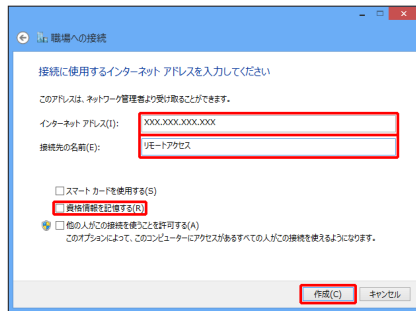 職場への接続
接続に使用するインターネット アドレスを入力してください
このアドレスは、ネットワーク管理者より受け取ることができます。
インターネット アドレス(I): XXX.XXX.XXX.XXX
接続先の名前(E): リモートアクセス
スマート カードを使用する(S)
資格情報を記憶する(R)
他の人がこの接続を使うことを許可する(A)
このオプションによって、このコンピューターにアクセスがあるすべての人がこの接続を使えるようになります。
作成(C) キャンセル